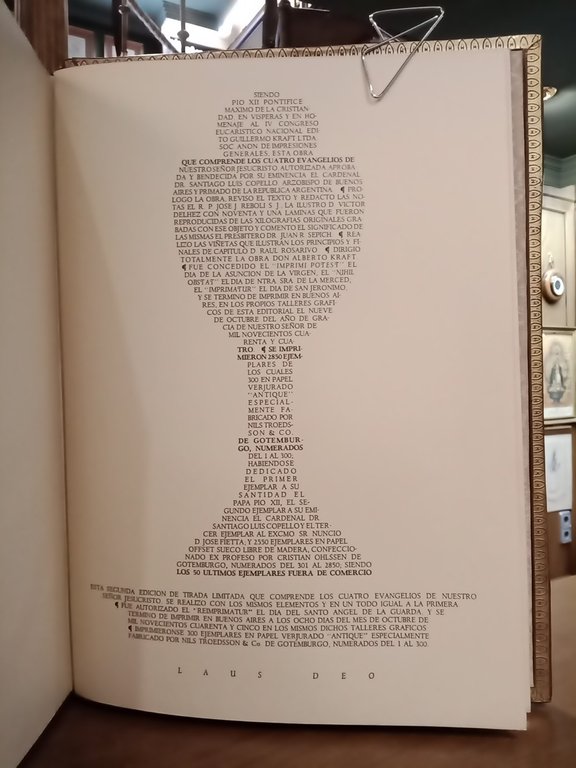 SIENDO
PIO XII PONTIFICE
MAXIMO DE LA CRISTIAN-
DAD, EN VISPERAS Y EN HO-
MENAJE AL IV CONGRESO
EUCARISTICO NACIONAL EDI-
TO GUILLERMO KRAFT LTDA.
SOC ANON DE IMPRESIONES
GENERALES, ESTA OBRA
QUE COMPRENDE LOS CUATRO EVANGELIOS DE
NUESTRO SEÑOR JESUCRISTO AUTORIZADA APROBA-
DA Y BENDECIDA POR SU EMINENCIA EL CARDENAL
DR. SANTIAGO LUIS COPELLO ARZOBISPO DE BUENOS
AIRES Y PRIMADO DE LA REPUBLICA ARGENTINA ¶ PRO
LOGO LA OBRA, REVISO EL TEXTO Y REDACTO LAS NO-
TAS EL R. P. JOSE J. REBOLI S J. LA ILUSTRO D VICTOR
DELHEZ CON NOVENTA Y UNA LAMINAS QUE FUERON
REPRODUCIDAS DE LAS XILOGRAFIAS ORIGINALES GRA-
BADAS CON ESE OBJETO Y COMENTO EL SIGNIFICADO DE
LAS MISMAS EL PRESBITERO DR JUAN R SEPICH ¶ REA
LIZO LAS VIÑETAS QUE ILUSTRAN LOS PRINCIPIOS Y FI-
NALES DE CAPITULO D RAUL ROSARIVO ¶ DIRIGIO
TOTALMENTE LA OBRA DON ALBERTO KRAFT
¶ FUE CONCEDIDO EL "IMPRIMI POTEST" EL
DIA DE LA ASUNCION DE LA VIRGEN, EL "NIHIL
OBSTAT" EL DIA DE NTRA SRA DE LA MERCED,
EL "IMPRIMATUR" EL DIA DE SAN JERONIMO,
Y SE TERMINO DE IMPRIMIR EN BUENOS AI-
RES, EN LOS PROPIOS TALLERES GRAFI-
COS DE ESTA EDITORIAL EL NUEVE
DE OCTUBRE DEL AÑO DE GRA-
CIA DE NUESTRO SEÑOR DE
MIL NOVECIENTOS CUA-
RENTA Y CUA-
TRO ¶ SE IMPRI-
MIERON 2850 EJEM-
PLARES DE
LOS CUALES
300 EN PAPEL
VERJURADO
"ANTIQUE"
ESPECIAL-
MENTE FA-
BRICADO POR
NILS TROEDS-
SON & CO.
DE GOTEMBUR-
GO, NUMERADOS
DEL 1 AL 300,
HABIENDOSE
DEDICADO
EL PRIMER
EJEMPLAR A SU
SANTIDAD EL
PAPA PIO XII, EL SE-
GUNDO EJEMPLAR A SU EMI-
NENCIA EL CARDENAL DR
SANTIAGO LUIS COPELLO Y EL TER-
CER EJEMPLAR AL EXCMO SR NUNCIO
D JOSE FIETTA, Y 2550 EJEMPLARES EN PAPEL
OFFSET SUECO LIBRE DE MADERA, CONFECCIO-
NADO EX PROFESO POR CRISTIAN OHLSSEN DE
GOTEMBURGO, NUMERADOS DEL 301 AL 2850, SIENDO
LOS 50 ULTIMOS EJEMPLARES FUERA DE COMERCIO
ESTA SEGUNDA EDICION DE TIRADA LIMITADA QUE COMPRENDE LOS CUATRO EVANGELIOS DE NUESTRO
SEÑOR JESUCRISTO, SE REALIZO CON LOS MISMOS ELEMENTOS Y EN UN TODO IGUAL A LA PRIMERA
¶ FUE AUTORIZADO EL "REIMPRIMATUR" EL DIA DEL SANTO ANGEL DE LA GUARDA Y SE
TERMINO DE IMPRIMIR EN BUENOS AIRES A LOS OCHO DIAS DEL MES DE OCTUBRE DE
MIL NOVECIENTOS CUARENTA Y CINCO EN LOS MISMOS DICHOS TALLERES GRAFICOS
¶ IMPRIMIERONSE 300 EJEMPLARES EN PAPEL VERJURADO "ANTIQUE" ESPECIALMENTE
FABRICADO POR NILS TROEDSSON & Co. DE GOTEMBURGO, NUMERADOS DEL 1 AL 300.
LAUS DEO